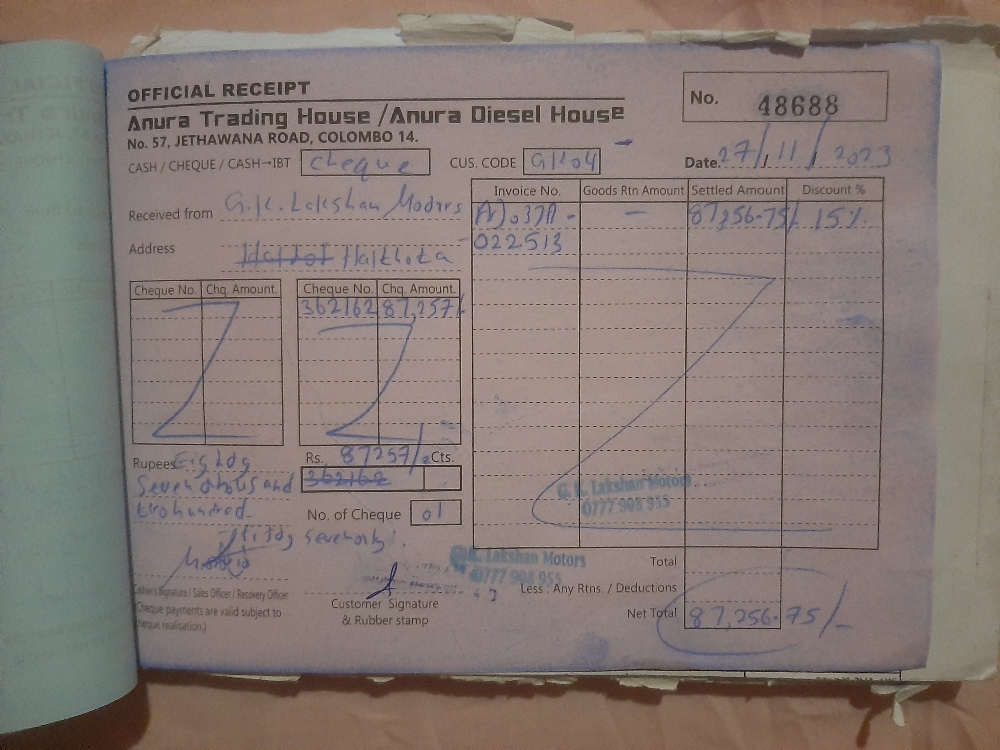 OFFICIAL RECEIPT
Anura Trading House / Anura Diesel House
No. 57, JETHAWANA ROAD, COLOMBO 14.
No. 48688
CASH / CHEQUE / CASH→IBT Cheque CUS. CODE
Date. 27/11/2023
Received from G.K. Lakshan Motors
Address
Invoice No. Goods Rtn Amount Settled Amount Discount %
- 87,256-75/- 15%
022513
Cheque No. Chq. Amount. Cheque No. Chq. Amount.
362162 87,257/-
Rupees Eighty
Seven thousand
two hundred
fifty seven only.
Rs. 87257/- Cts.
362162
No. of Cheque 01
G. K. Lakshan Motors
0777 908 955
G. K. Lakshan Motors
0777 908 955
Cashier's Signature / Sales Officer / Recovery Officer
(Cheque payments are valid subject to
cheque realisation.)
Customer Signature
& Rubber stamp
Total
Less : Any Rtns. / Deductions
Net Total 87,256.75/-